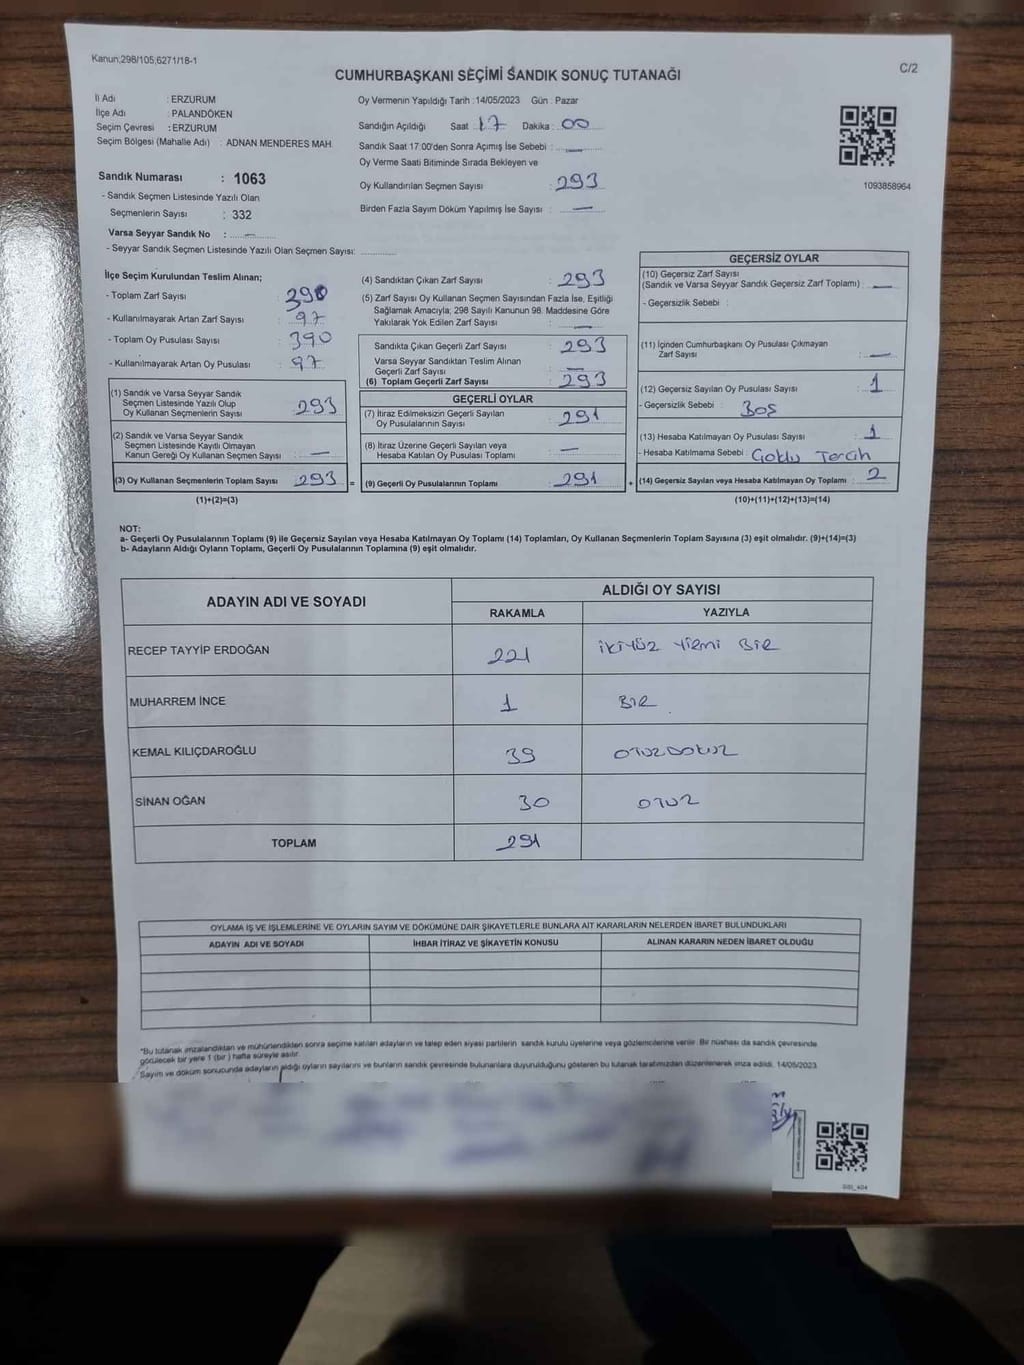 Kanun,298/105,6271/18-1
C/2
CUMHURBAŞKANI SEÇİMİ SANDIK SONUÇ TUTANAĞI
İl Adı : ERZURUM
İlçe Adı : PALANDÖKEN
Seçim Çevresi : ERZURUM
Seçim Bölgesi (Mahalle Adı) : ADNAN MENDERES MAH.
Sandık Numarası : 1063
- Sandık Seçmen Listesinde Yazılı Olan
Seçmenlerin Sayısı : 332
Varsa Seyyar Sandık No : —
- Seyyar Sandık Seçmen Listesinde Yazılı Olan Seçmen Sayısı:
Oy Vermenin Yapıldığı Tarih :14/05/2023 Gün : Pazar
Sandığın Açıldığı Saat : 17 Dakika : 00
Sandık Saat 17:00'den Sonra Açımış İse Sebebi : —
Oy Verme Saati Bitiminde Sırada Bekleyen ve
Oy Kullandırılan Seçmen Sayısı : 293
Birden Fazla Sayım Döküm Yapılmış İse Sayısı : —
1093858964
İlçe Seçim Kurulundan Teslim Alınan;
- Toplam Zarf Sayısı : 390
- Kullanılmayarak Artan Zarf Sayısı : 97
- Toplam Oy Pusulası Sayısı : 390
- Kullanılmayarak Artan Oy Pusulası : 97
(1) Sandık ve Varsa Seyyar Sandık
Seçmen Listesinde Yazılı Olup
Oy Kullanan Seçmenlerin Sayısı : 293
(2) Sandık ve Varsa Seyyar Sandık
Seçmen Listesinde Kayıtlı Olmayan
Kanun Gereği Oy Kullanan Seçmen Sayısı : —
(3) Oy Kullanan Seçmenlerin Toplam Sayısı : 293
(1)+(2)=(3)
(4) Sandıktan Çıkan Zarf Sayısı : 293
(5) Zarf Sayısı Oy Kullanan Seçmen Sayısından Fazla İse, Eşitliği
Sağlamak Amacıyla; 298 Sayılı Kanunun 98. Maddesine Göre
Yakılarak Yok Edilen Zarf Sayısı : —
Sandıkta Çıkan Geçerli Zarf Sayısı : 293
Varsa Seyyar Sandıktan Teslim Alınan
Geçerli Zarf Sayısı : —
(6) Toplam Geçerli Zarf Sayısı : 293
GEÇERLİ OYLAR
(7) İtiraz Edilmeksizin Geçerli Sayılan
Oy Pusulalarının Sayısı : 291
(8) İtiraz Üzerine Geçerli Sayılan veya
Hesaba Katılan Oy Pusulası Toplamı : —
= (9) Geçerli Oy Pusulalarının Toplamı : 291 +
GEÇERSİZ OYLAR
(10) Geçersiz Zarf Sayısı
(Sandık ve Varsa Seyyar Sandık Geçersiz Zarf Toplamı) : —
- Geçersizlik Sebebi :
(11) İçinden Cumhurbaşkanı Oy Pusulası Çıkmayan
Zarf Sayısı : —
(12) Geçersiz Sayılan Oy Pusulası Sayısı : 1
- Geçersizlik Sebebi : Boş
(13) Hesaba Katılmayan Oy Pusulası Sayısı : 1
- Hesaba Katılmama Sebebi : Çoklu Tercih
(14) Geçersiz Sayılan veya Hesaba Katılmayan Oy Toplamı : 2
(10)+(11)+(12)+(13)=(14)
NOT:
a- Geçerli Oy Pusulalarının Toplamı (9) ile Geçersiz Sayılan veya Hesaba Katılmayan Oy Toplamı (14) Toplamları, Oy Kullanan Seçmenlerin Toplam Sayısına (3) eşit olmalıdır. (9)+(14)=(3)
b- Adayların Aldığı Oyların Toplamı, Geçerli Oy Pusulalarının Toplamına (9) eşit olmalıdır.
ADAYIN ADI VE SOYADI
ALDIĞI OY SAYISI
RAKAMLA YAZIYLA
RECEP TAYYİP ERDOĞAN 221 İKİYÜZ YİRMİ BİR
MUHARREM İNCE 1 BİR
KEMAL KILIÇDAROĞLU 39 OTUZDOKUZ
SİNAN OĞAN 30 OTUZ
TOPLAM 291
OYLAMA İŞ VE İŞLEMLERİNE VE OYLARIN SAYIM VE DÖKÜMÜNE DAİR ŞİKAYETLERLE BUNLARA AİT KARARLARIN NELERDEN İBARET BULUNDUKLARI
ADAYIN ADI VE SOYADI İHBAR İTİRAZ VE ŞİKAYETİN KONUSU ALINAN KARARIN NEDEN İBARET OLDUĞU
*Bu tutanak imzalandıktan ve mühürlendikten sonra seçime katılan adayların ve talep eden siyasi partilerin sandık kurulu üyelerine veya gözlemcilerine verilir. Bir nüshası da sandık çevresinde
görülecek bir yere 1 (bir) hafta süreyle asılır.
Sayım ve döküm sonucunda adayların aldığı oyların sayılarını ve bunların sandık çevresinde bulunanlara duyurulduğunu gösteren bu tutanak tarafımızdan düzenlenerek imza edildi. 14/05/2023